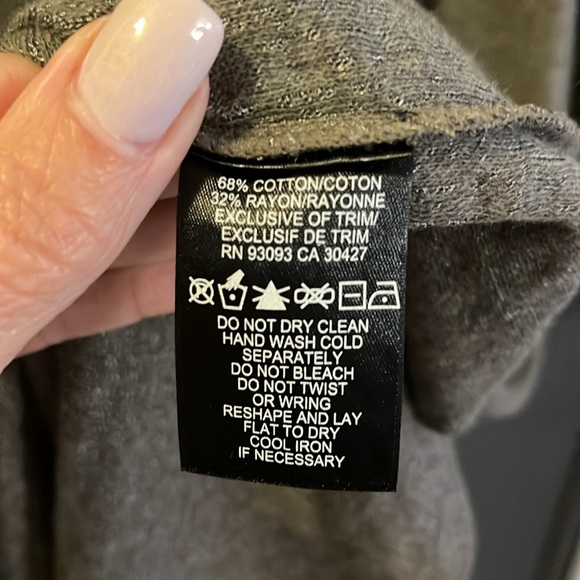 68% COTTON/COTON
32% RAYON/RAYONNE
EXCLUSIVE OF TRIM/
EXCLUSIF DE TRIM
RN 93093 CA 30427
DO NOT DRY CLEAN
HAND WASH COLD
SEPARATELY
DO NOT BLEACH
DO NOT TWIST
OR WRING
RESHAPE AND LAY
FLAT TO DRY
COOL IRON
IF NECESSARY